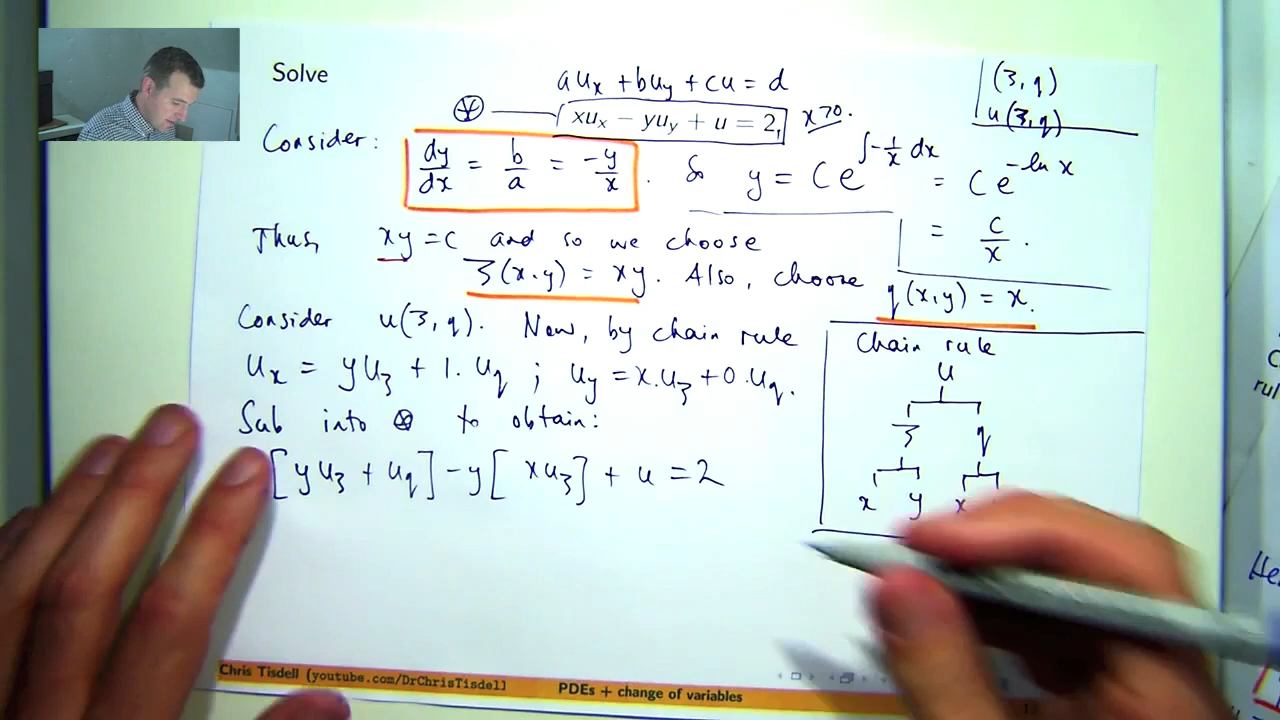 Solve
au_x + bu_y + cu = d
xu_x − yu_y + u = 2, x>0.
(ξ, η)
u(ξ, η)
Consider: dy/dx = b/a = -y/x. So y = Ce^{∫-1/x dx} = Ce^{-ln x}
= C/x.
Thus, xy = C and so we choose
ξ(x,y) = xy. Also, choose η(x,y) = x.
Consider u(ξ, η). Now, by chain rule
u_x = yu_ξ + 1.u_η ; u_y = x.u_ξ + 0.u_η.
Sub into ⊛ to obtain:
[yu_ξ + u_η] - y[ xu_ξ] + u = 2
Chain rule
u
ξ η
x y x
Chris Tisdell (youtube.com/DrChrisTisdell)
PDEs + change of variables